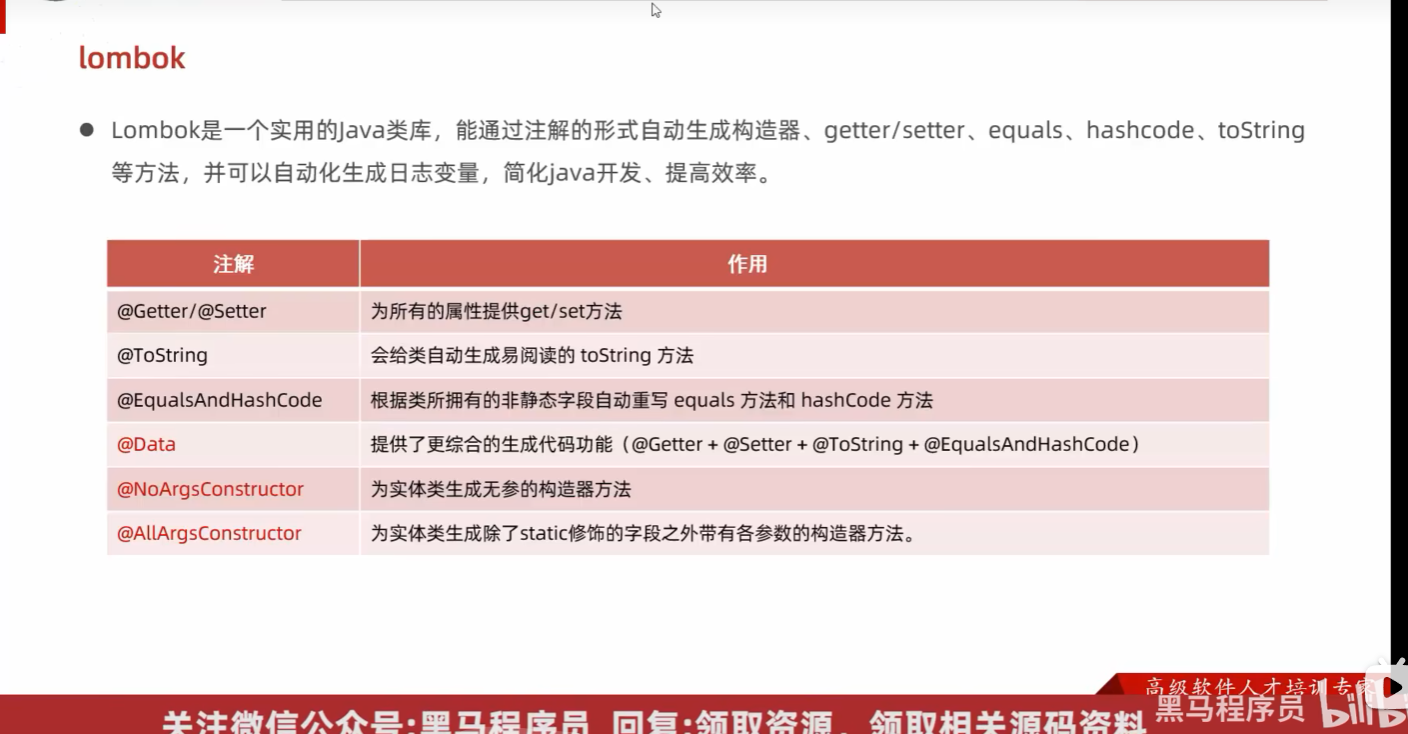 lombok
Lombok是一个实用的Java类库，能通过注解的形式自动生成构造器、getter/setter、equals、hashcode、toString
等方法，并可以自动化生成日志变量，简化java开发、提高效率。
注解 作用
@Getter/@Setter 为所有的属性提供get/set方法
@ToString 会给类自动生成易阅读的 toString 方法
@EqualsAndHashCode 根据类所拥有的非静态字段自动重写 equals 方法和 hashCode 方法
@Data 提供了更综合的生成代码功能（@Getter + @Setter + @ToString + @EqualsAndHashCode）
@NoArgsConstructor 为实体类生成无参的构造器方法
@AllArgsConstructor 为实体类生成除了static修饰的字段之外带有各参数的构造器方法。
高级软件人才培训专家
黑马程序员
关注微信公众号:黑马程序员 回复:领取资源，领取相关源码资料